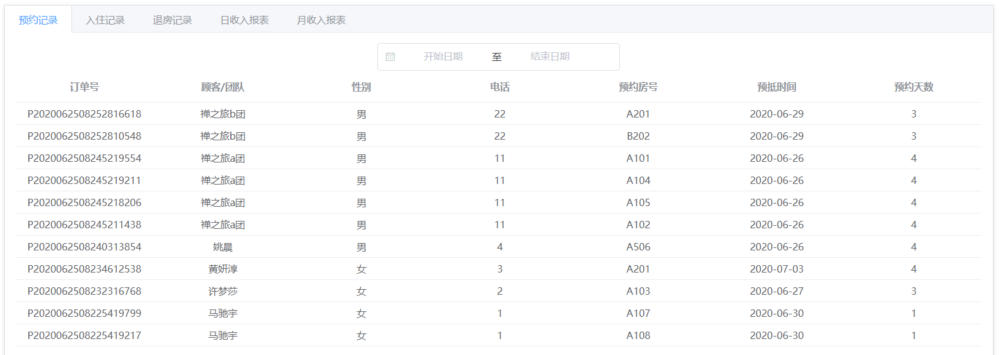 预约记录 入住记录 退房记录 日收入报表 月收入报表
开始日期 至 结束日期
订单号 顾客/团队 性别 电话 预约房号 预抵时间 预约天数
P2020062508252816618 禅之旅b团 男 22 A201 2020-06-29 3
P2020062508252810548 禅之旅b团 男 22 B202 2020-06-29 3
P2020062508245219554 禅之旅a团 男 11 A101 2020-06-26 4
P2020062508245219211 禅之旅a团 男 11 A104 2020-06-26 4
P2020062508245218206 禅之旅a团 男 11 A105 2020-06-26 4
P2020062508245211438 禅之旅a团 男 11 A102 2020-06-26 4
P2020062508240313854 姚晨 男 4 A506 2020-06-26 4
P2020062508234612538 黄妍淳 女 3 A201 2020-07-03 4
P2020062508232316768 许梦莎 女 2 A103 2020-06-27 3
P2020062508225419799 马驰宇 女 1 A107 2020-06-30 1
P2020062508225419217 马驰宇 女 1 A108 2020-06-30 1